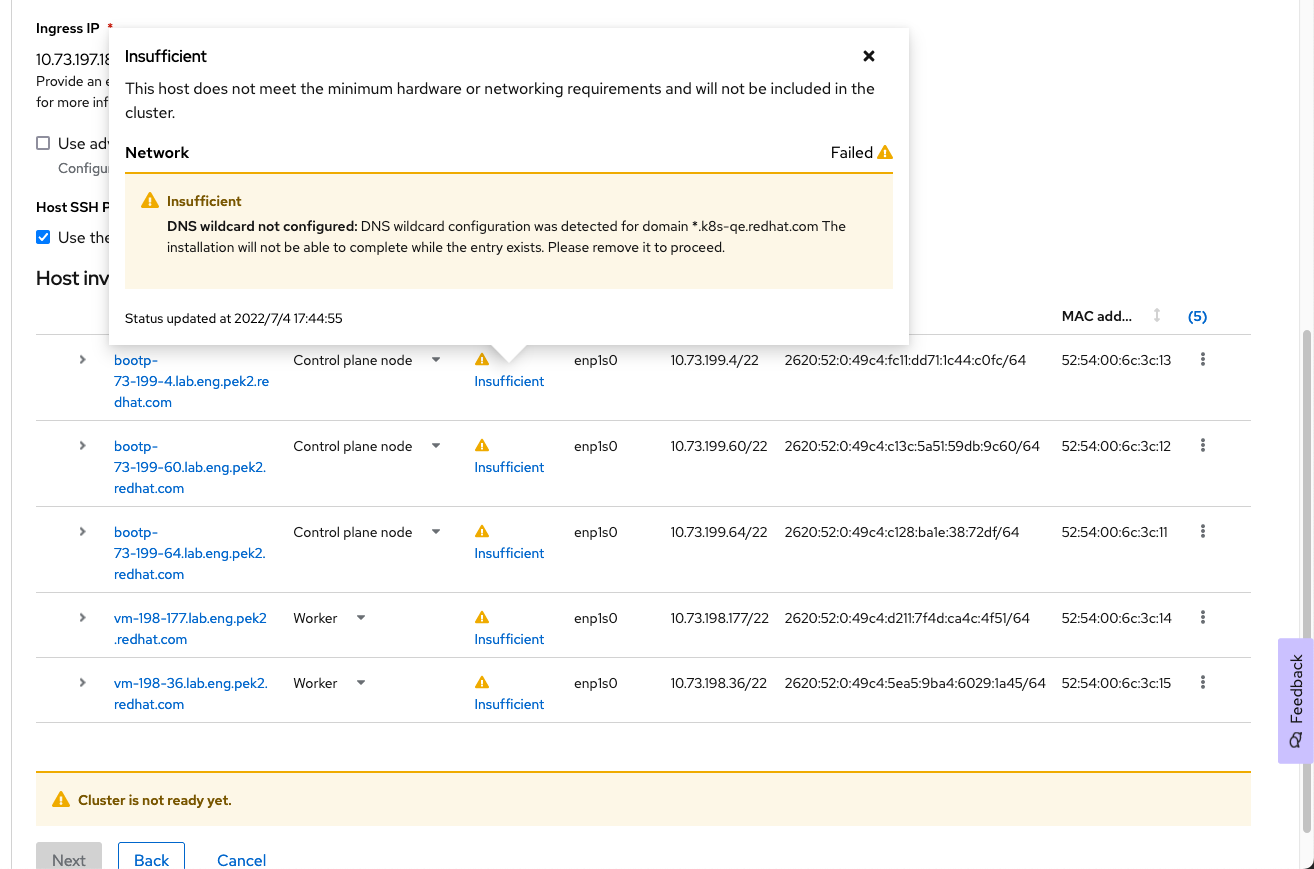 Ingress IP *
10.73.197.18
Provide an e
for more inf
Use adv
Configu
Host SSH P
Use the
Host inv
Insufficient
This host does not meet the minimum hardware or networking requirements and will not be included in the
cluster.
Network Failed
Insufficient
DNS wildcard not configured: DNS wildcard configuration was detected for domain *.k8s-qe.redhat.com The
installation will not be able to complete while the entry exists. Please remove it to proceed.
Status updated at 2022/7/4 17:44:55
MAC add... (5)
bootp-
73-199-4.lab.eng.pek2.re
dhat.com
Control plane node
Insufficient
enp1s0
10.73.199.4/22
2620:52:0:49c4:fc11:dd71:1c44:c0fc/64
52:54:00:6c:3c:13
bootp-
73-199-60.lab.eng.pek2.
redhat.com
Control plane node
Insufficient
enp1s0
10.73.199.60/22
2620:52:0:49c4:c13c:5a51:59db:9c60/64
52:54:00:6c:3c:12
bootp-
73-199-64.lab.eng.pek2.
redhat.com
Control plane node
Insufficient
enp1s0
10.73.199.64/22
2620:52:0:49c4:c128:ba1e:38:72df/64
52:54:00:6c:3c:11
vm-198-177.lab.eng.pek2
.redhat.com
Worker
Insufficient
enp1s0
10.73.198.177/22
2620:52:0:49c4:d211:7f4d:ca4c:4f51/64
52:54:00:6c:3c:14
vm-198-36.lab.eng.pek2.
redhat.com
Worker
Insufficient
enp1s0
10.73.198.36/22
2620:52:0:49c4:5ea5:9ba4:6029:1a45/64
52:54:00:6c:3c:15
Feedback
Cluster is not ready yet.
Next Back Cancel